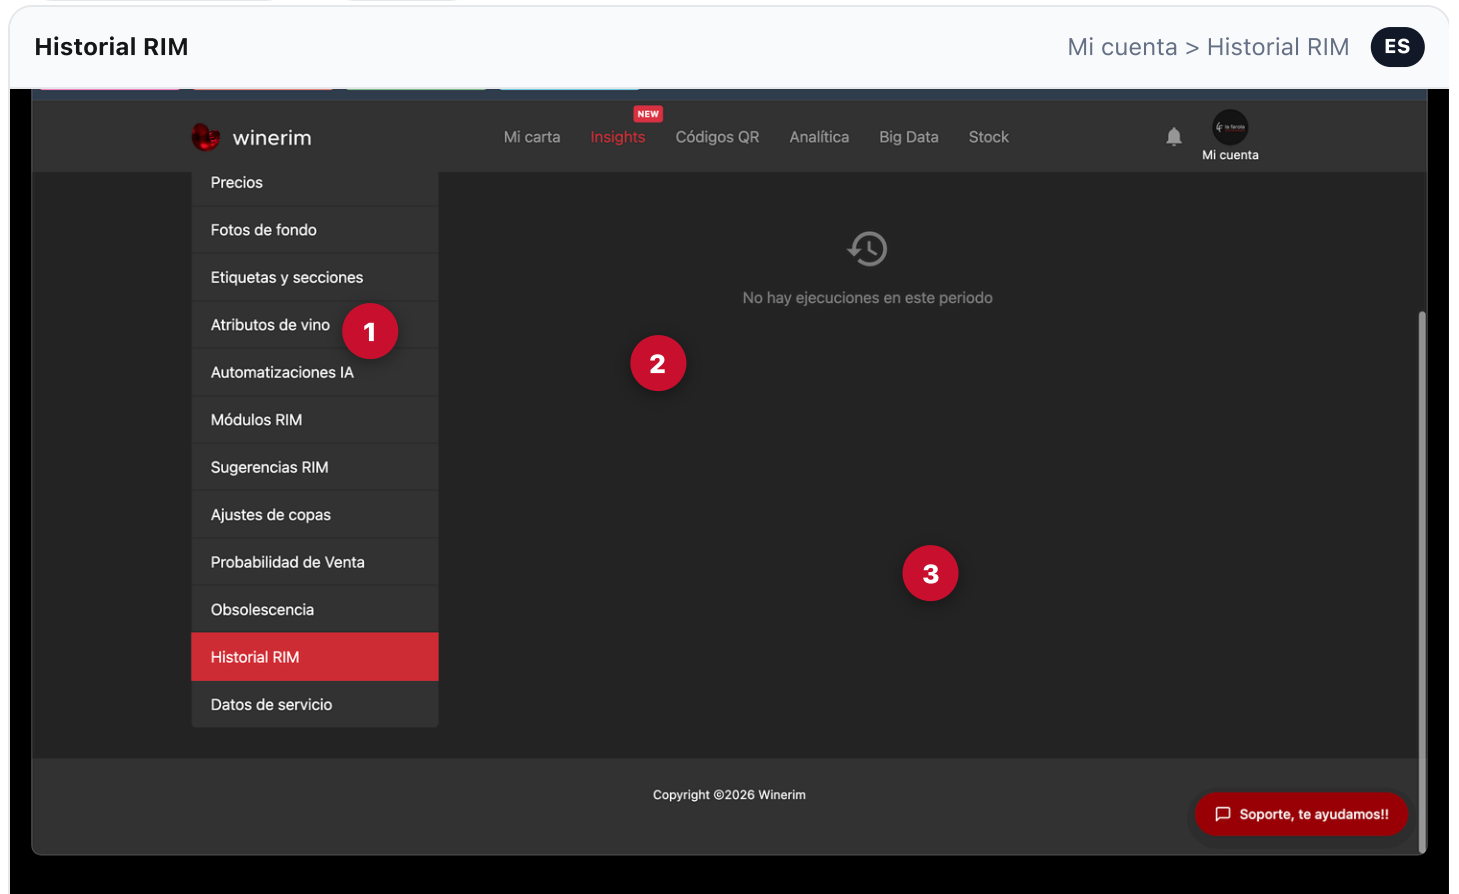 Historial RIM
Mi cuenta > Historial RIM
ES
winerim
Mi carta
Insights
NEW
Códigos QR
Analítica
Big Data
Stock
la farola
Mi cuenta
Precios
Fotos de fondo
Etiquetas y secciones
Atributos de vino
Automatizaciones IA
Módulos RIM
Sugerencias RIM
Ajustes de copas
Probabilidad de Venta
Obsolescencia
Historial RIM
Datos de servicio
1
No hay ejecuciones en este periodo
2
3
Copyright ©2026 Winerim
Soporte, te ayudamos!!